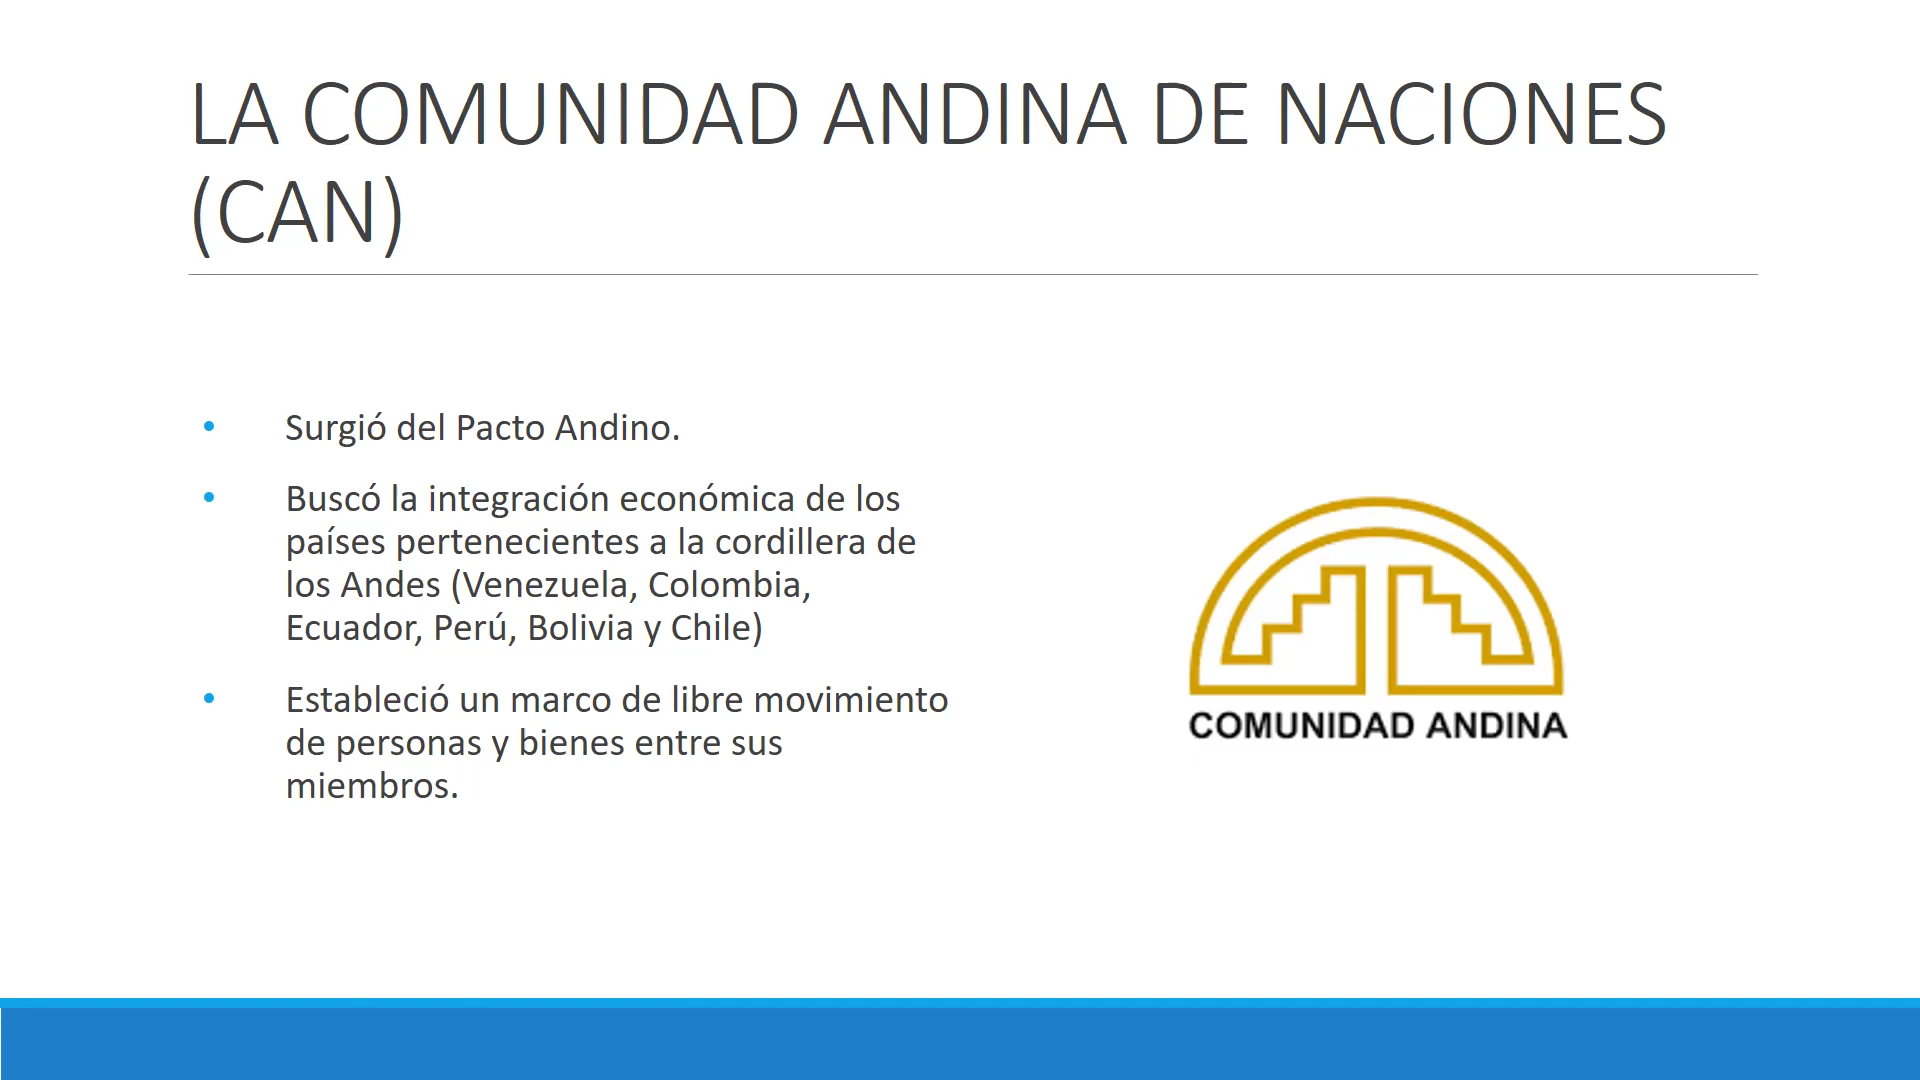 LA COMUNIDAD ANDINA DE NACIONES
(CAN)
• Surgió del Pacto Andino.
• Buscó la integración económica de los
países pertenecientes a la cordillera de
los Andes (Venezuela, Colombia,
Ecuador, Perú, Bolivia y Chile)
• Estableció un marco de libre movimiento
de personas y bienes entre sus
miembros.
COMUNIDAD ANDINA